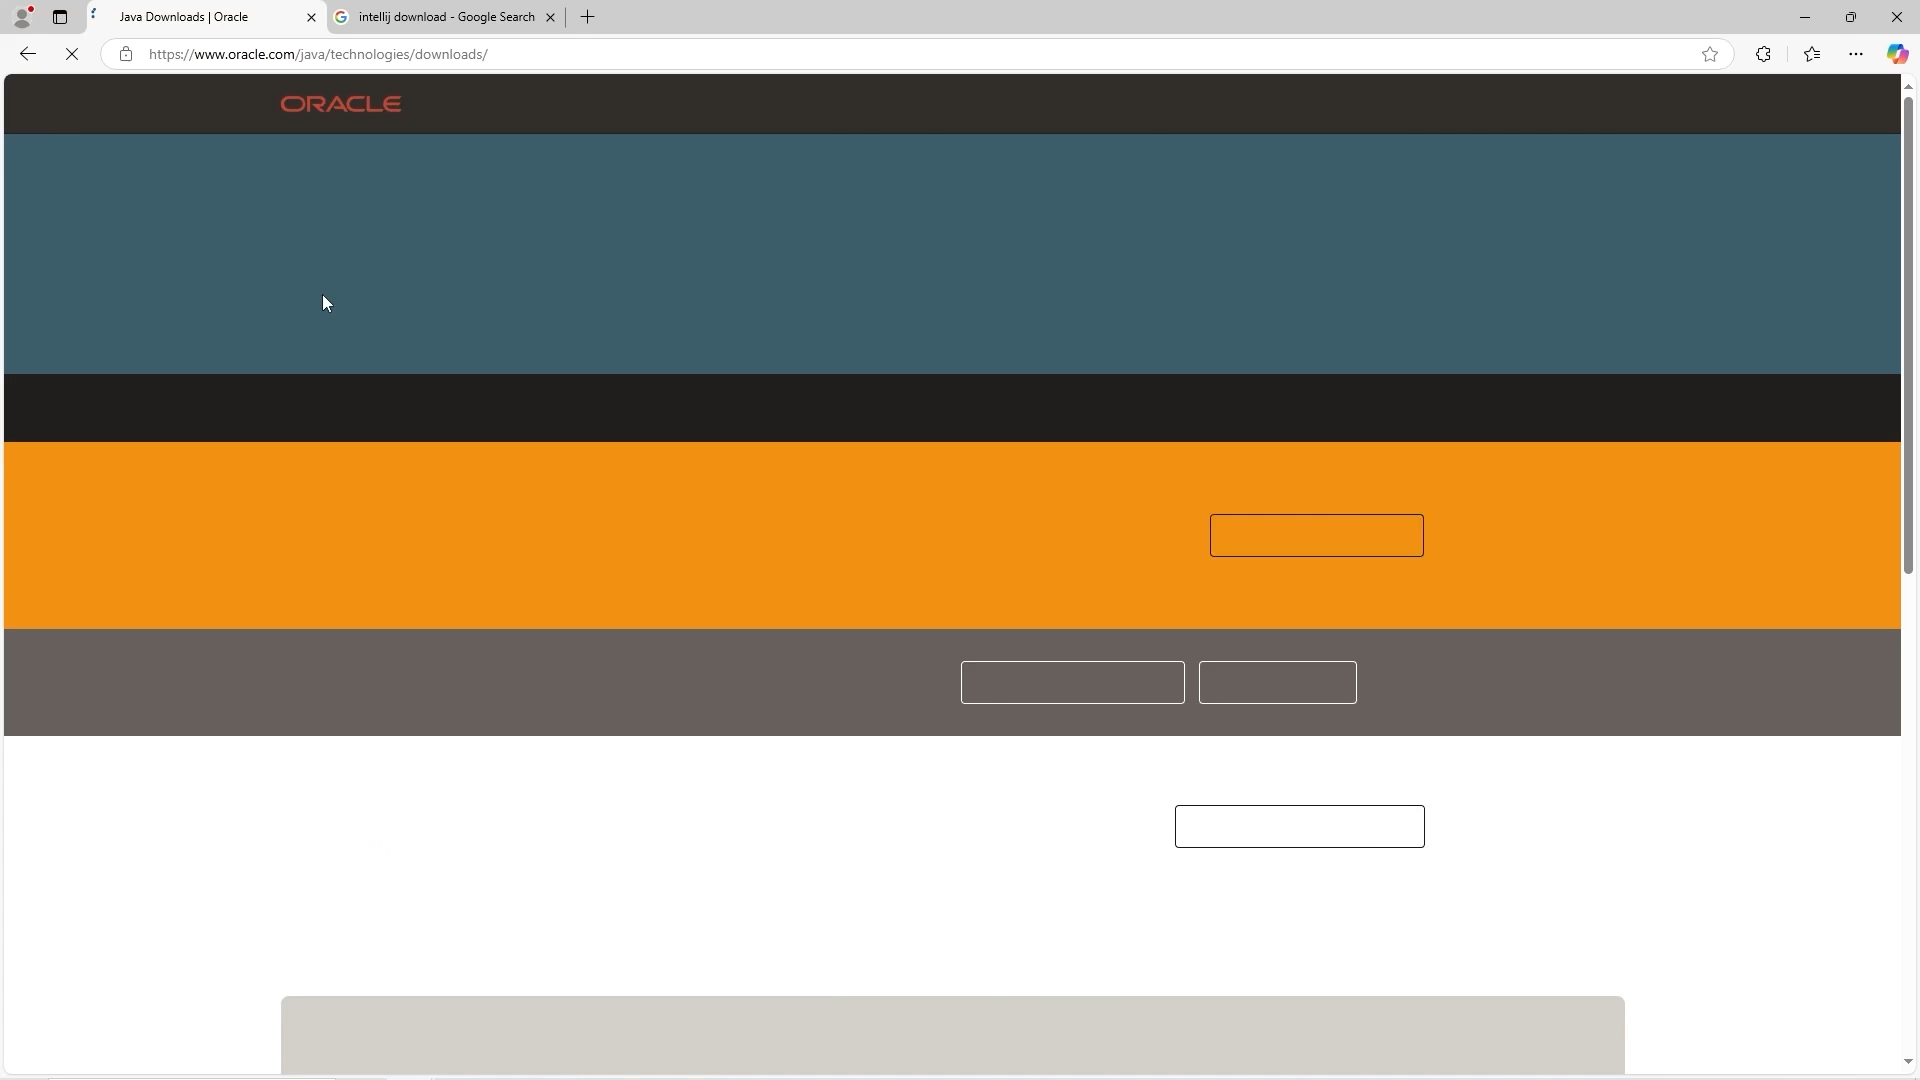 Java Downloads | Oracle
intellij download - Google Search
https://www.oracle.com/java/technologies/downloads/
ORACLE